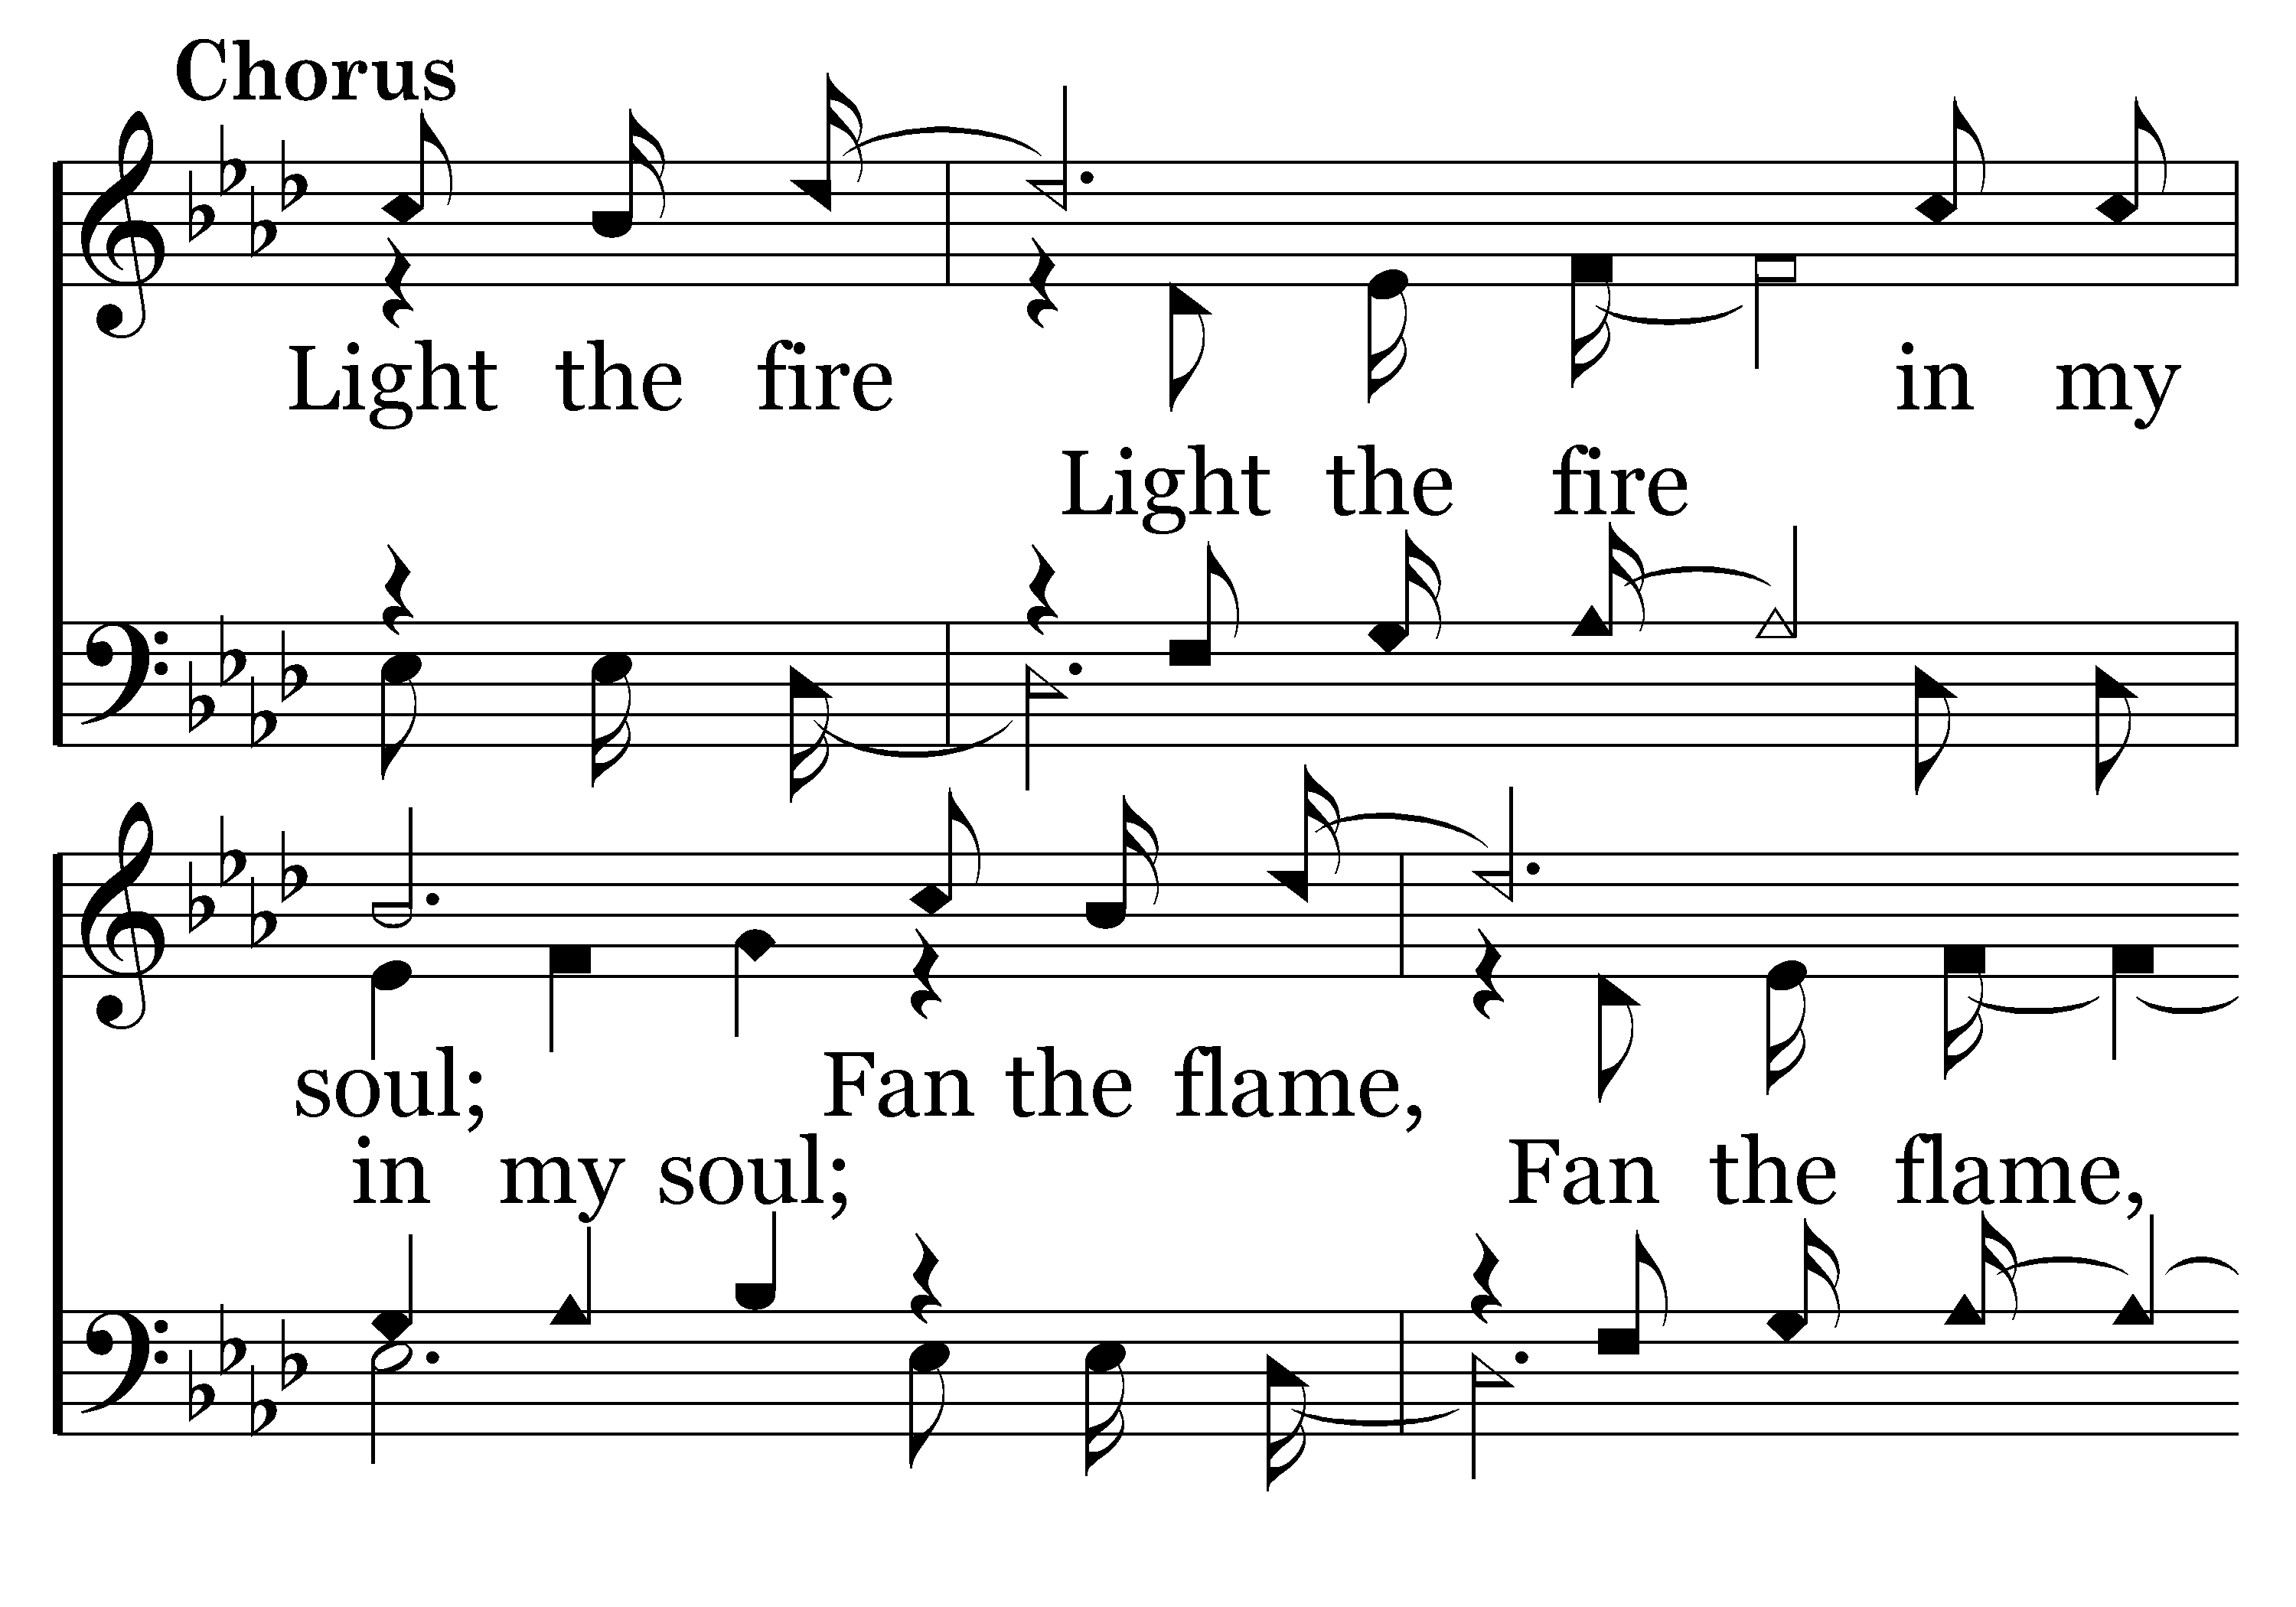 Chorus
Light the fire in my
Light the fire
soul; Fan the flame,
in my soul; Fan the flame,